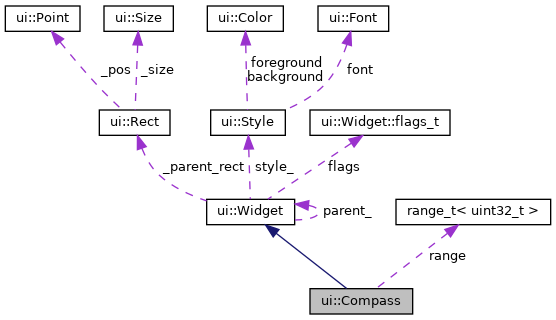 ui::Point
ui::Size
ui::Color
ui::Font
_pos
_size
foreground
background
font
ui::Rect
ui::Style
ui::Widget::flags_t
_parent_rect
style_
flags
ui::Widget
parent_
range_t< uint32_t >
range
ui::Compass